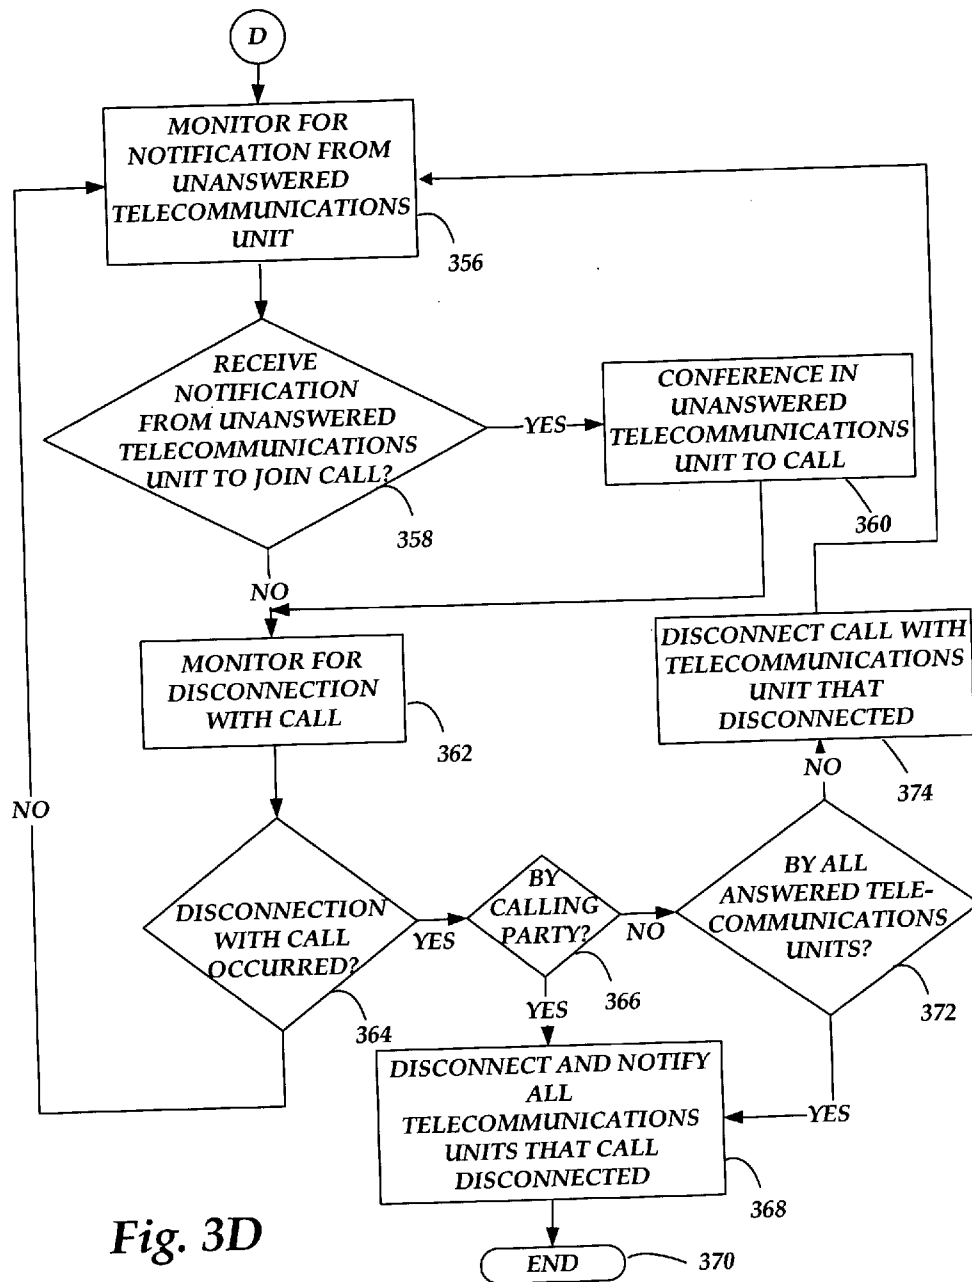 D
MONITOR FOR
NOTIFICATION FROM
UNANSWERED
TELECOMMUNICATIONS
UNIT
356
RECEIVE
NOTIFICATION
FROM UNANSWERED
TELECOMMUNICATIONS
UNIT TO JOIN CALL?
358
YES
CONFERENCE IN
UNANSWERED
TELECOMMUNICATIONS
UNIT TO CALL
360
NO
MONITOR FOR
DISCONNECTION
WITH CALL
362
DISCONNECT CALL WITH
TELECOMMUNICATIONS
UNIT THAT
DISCONNECTED
374
NO
NO
DISCONNECTION
WITH CALL
OCCURRED?
364
YES
BY
CALLING
PARTY?
366
NO
BY ALL
ANSWERED TELE-
COMMUNICATIONS
UNITS?
372
YES
YES
DISCONNECT AND NOTIFY
ALL
TELECOMMUNICATIONS
UNITS THAT CALL
DISCONNECTED
368
END
370
Fig. 3D